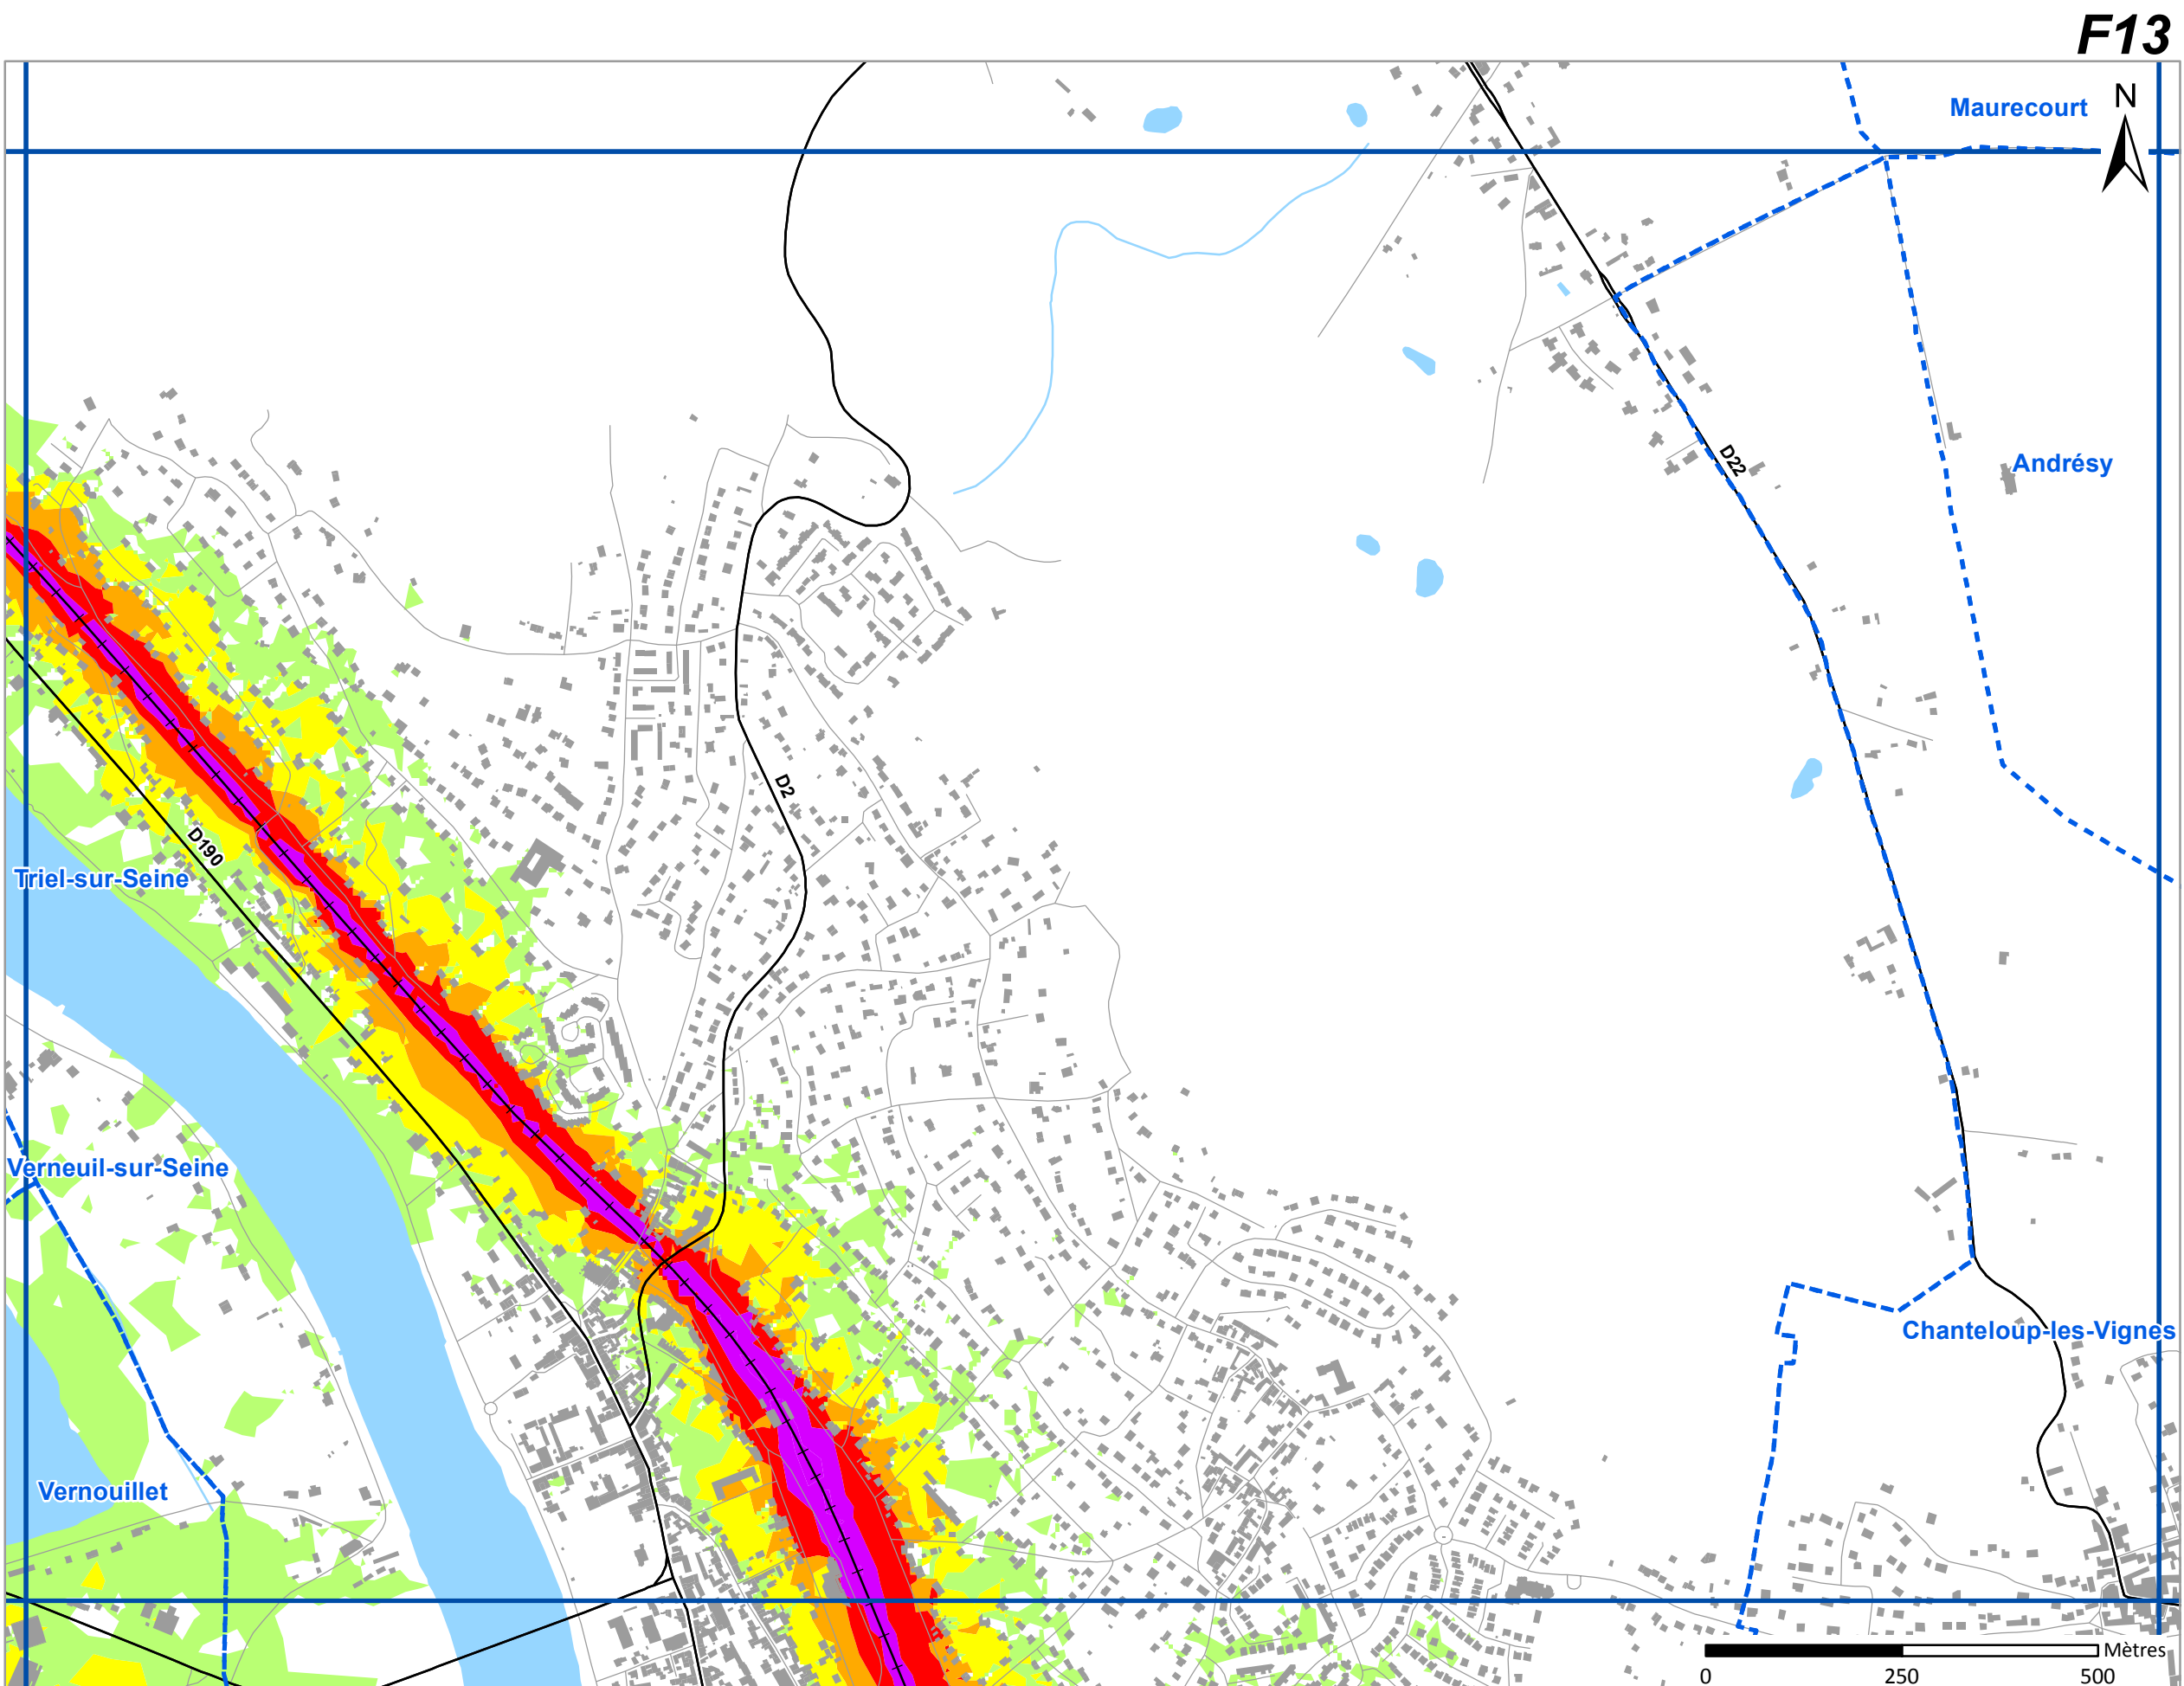 F13
Maurecourt
N
Andrésy
D22
D2
D190
Triel-sur-Seine
Verneuil-sur-Seine
Chanteloup-les-Vignes
Vernouillet
Mètres
0 250 500